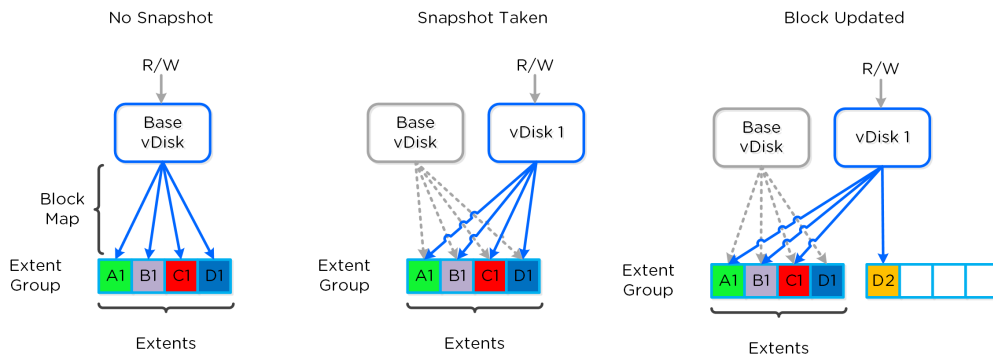 No Snapshot
Snapshot Taken
Block Updated
R/W
R/W
R/W
Base
vDisk
Base
vDisk
vDisk 1
Base
vDisk
vDisk 1
Block
Map
Extent
Group
A1 B1 C1 D1
Extent
Group
A1 B1 C1 D1
Extent
Group
A1 B1 C1 D1
D2
Extents
Extents
Extents